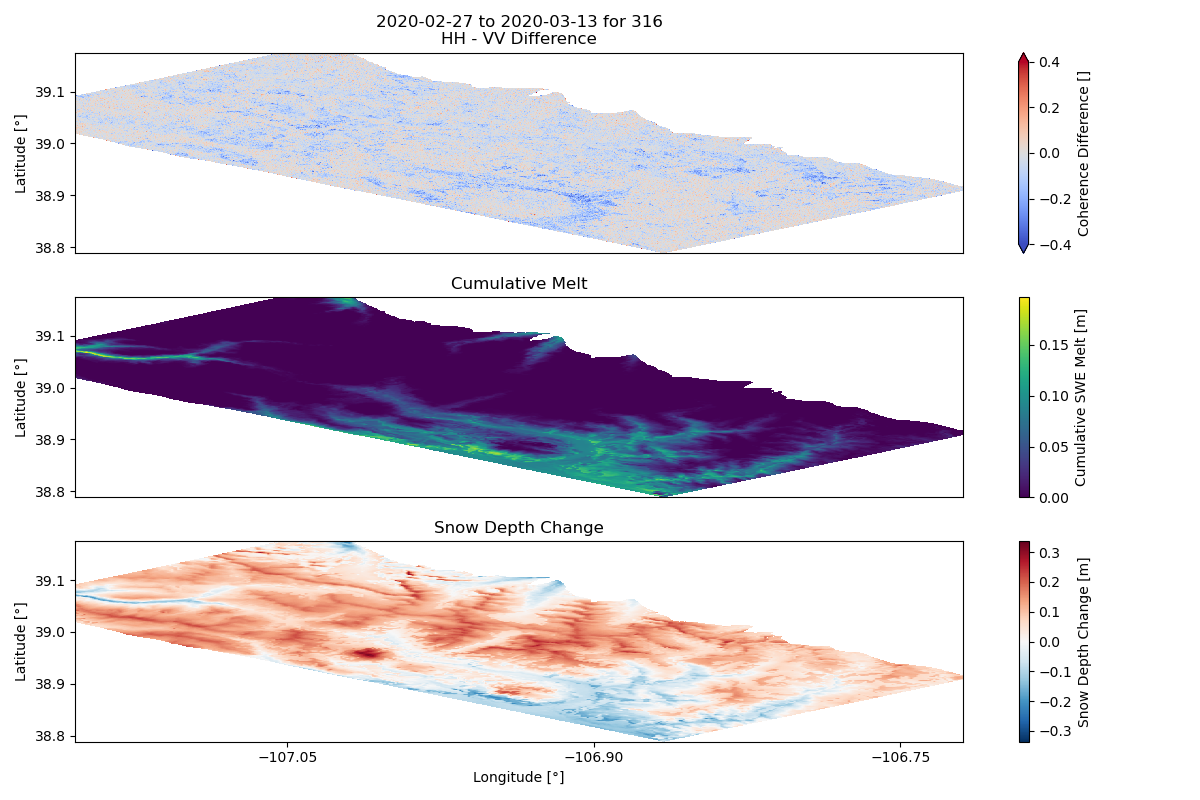 2020-02-27 to 2020-03-13 for 316
HH - VV Difference
39.1
39.0
38.9
38.8
Latitude [°]
0.4
0.2
0.0
−0.2
−0.4
Coherence Difference []
Cumulative Melt
39.1
39.0
38.9
38.8
Latitude [°]
0.15
0.10
0.05
0.00
Cumulative SWE Melt [m]
Snow Depth Change
39.1
39.0
38.9
38.8
Latitude [°]
0.3
0.2
0.1
0.0
−0.1
−0.2
−0.3
Snow Depth Change [m]
−107.05 −106.90 −106.75
Longitude [°]